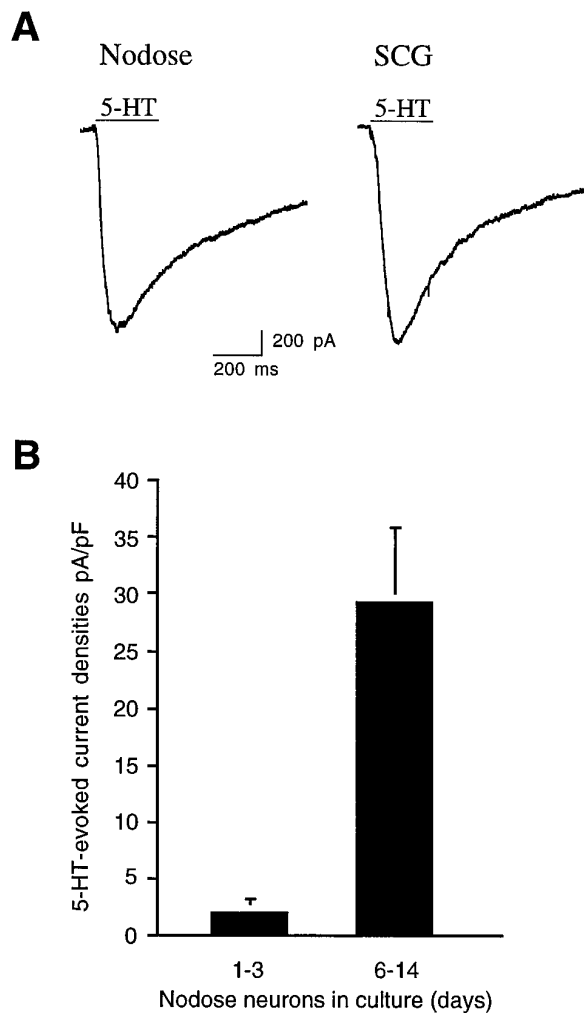 A
Nodose SCG
5-HT 5-HT
200 pA
200 ms
B
5-HT-evoked current densities pA/pF
40
35
30
25
20
15
10
5
0
1-3 6-14
Nodose neurons in culture (days)